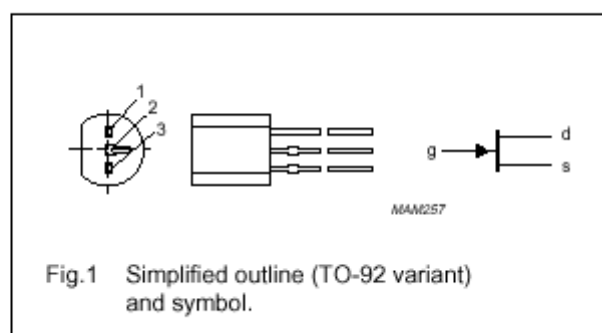 1
2
3
g
d
s
MAM257
Fig.1 Simplified outline (TO-92 variant)
and symbol.